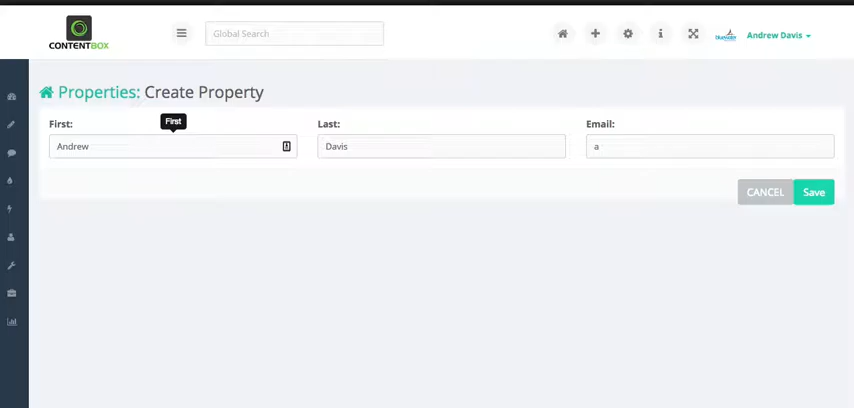 CONTENTBOX
Global Search
Andrew Davis
Properties: Create Property
First:
Last:
Email:
First
Andrew
Davis
a
CANCEL
Save